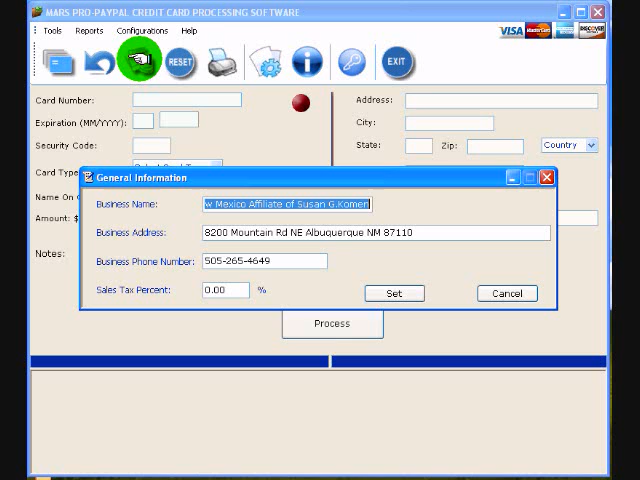 MARS PRO-PAYPAL CREDIT CARD PROCESSING SOFTWARE
Tools Reports Configurations Help
VISA MasterCard DISCOVER
RESET EXIT
Card Number:
Address:
Expiration (MM/YYYY):
City:
Security Code:
State: Zip: Country
Card Type
Name On
Amount: $
Notes:
General Information
Business Name: w Mexico Affiliate of Susan G.Komen
Business Address: 8200 Mountain Rd NE Albuquerque NM 87110
Business Phone Number: 505-265-4649
Sales Tax Percent: 0.00 %
Set Cancel
Process